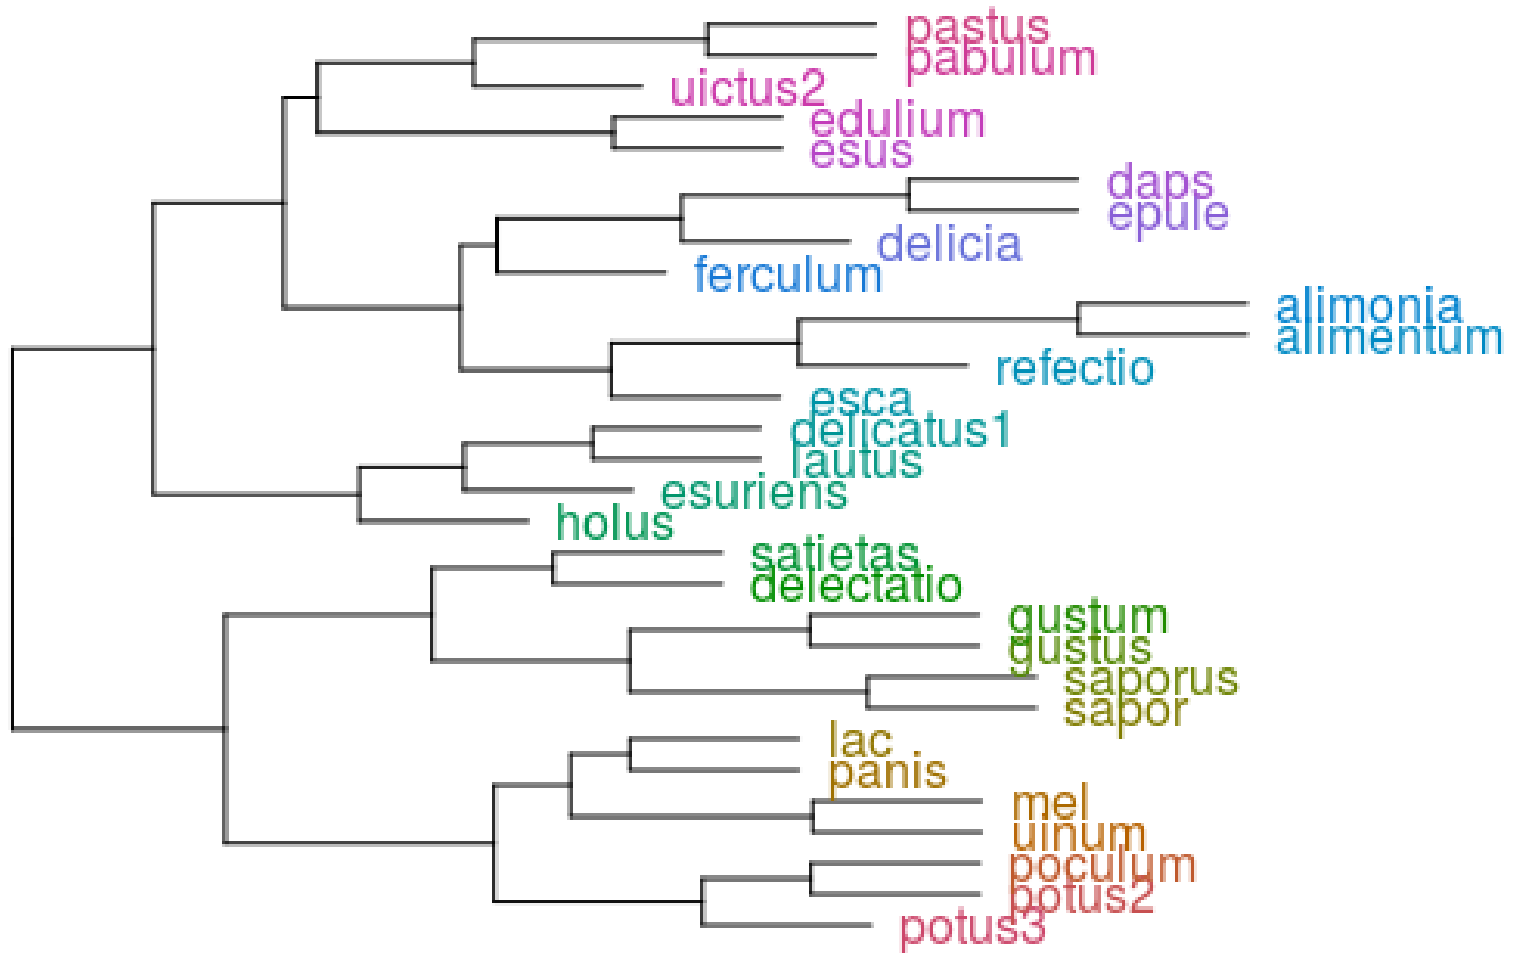 pastus
pabulum
uictus2
edulium
esus
daps
epule
delicia
ferculum
alimonia
alimentum
refectio
esca
delicatus1
lautus
esuriens
holus
satietas
delectatio
gustum
gustus
saporus
sapor
lac
panis
mel
uinum
poculum
potus2
potus3